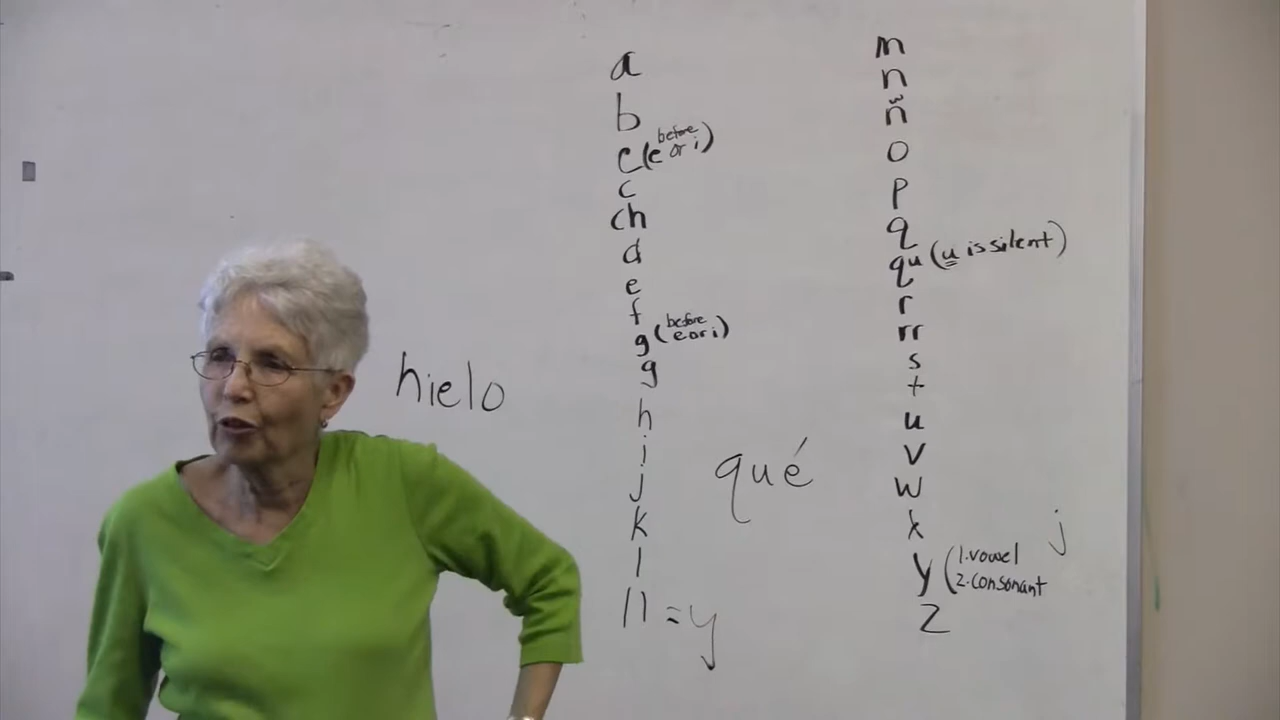 a
b
c (before e or i)
c
ch
d
e
f
g (before e or i)
g
h
i
j
k
l
ll = y
hielo
qué
m
n
ñ
o
p
q
qu (u is silent)
r
rr
s
t
u
v
w
x
y (1. vowel
2. consonant
z
j